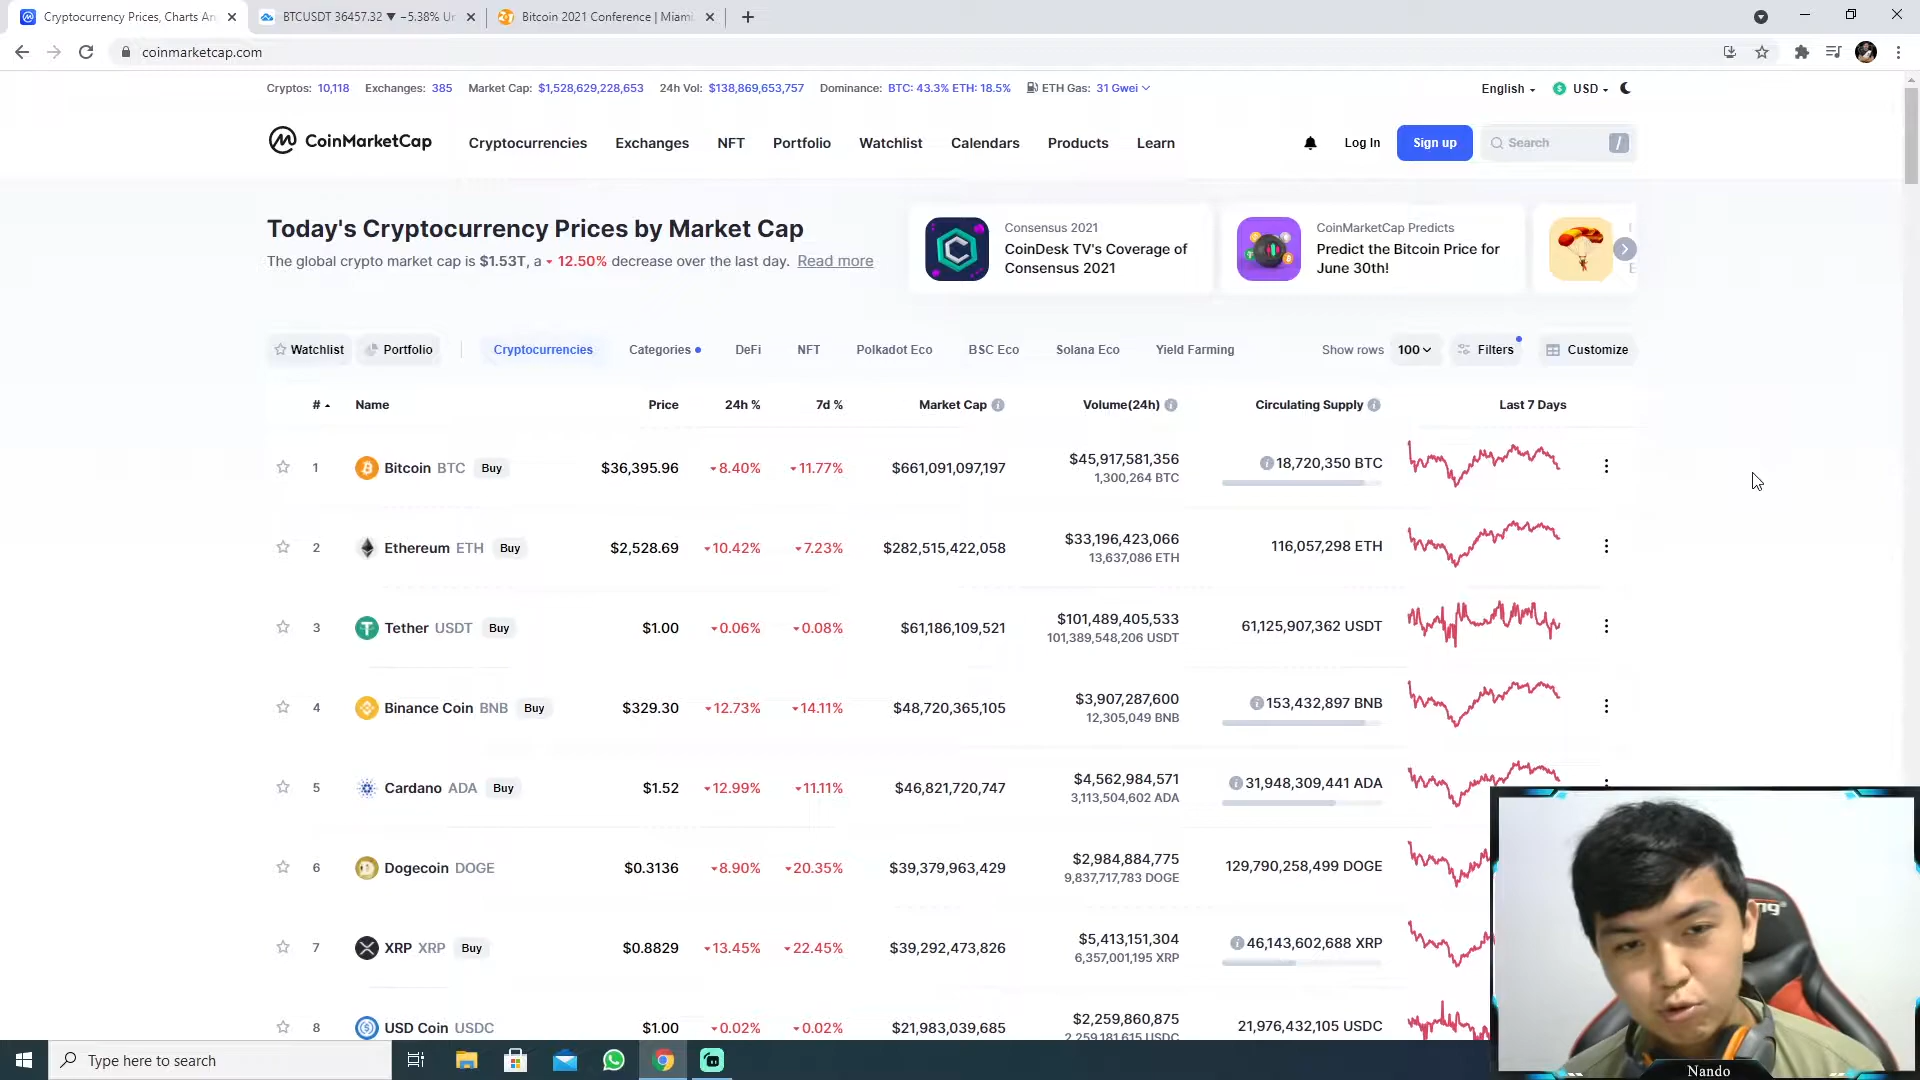 Cryptocurrency Prices, Charts An
BTCUSDT 36457.32 ▼ −5.38% Un
Bitcoin 2021 Conference | Miami
coinmarketcap.com
Cryptos: 10,118 Exchanges: 385 Market Cap: $1,528,629,228,653 24h Vol: $138,869,653,757 Dominance: BTC: 43.3% ETH: 18.5% ETH Gas: 31 Gwei
English USD
CoinMarketCap Cryptocurrencies Exchanges NFT Portfolio Watchlist Calendars Products Learn Log In Sign up Search /
Today's Cryptocurrency Prices by Market Cap
The global crypto market cap is $1.53T, a 12.50% decrease over the last day. Read more
Consensus 2021
CoinDesk TV's Coverage of
Consensus 2021
CoinMarketCap Predicts
Predict the Bitcoin Price for
June 30th!
Watchlist Portfolio Cryptocurrencies Categories DeFi NFT Polkadot Eco BSC Eco Solana Eco Yield Farming Show rows 100 Filters Customize
# Name Price 24h % 7d % Market Cap Volume(24h) Circulating Supply Last 7 Days
1 Bitcoin BTC Buy $36,395.96 8.40% 11.77% $661,091,097,197 $45,917,581,356 18,720,350 BTC
1,300,264 BTC
2 Ethereum ETH Buy $2,528.69 10.42% 7.23% $282,515,422,058 $33,196,423,066 116,057,298 ETH
13,637,086 ETH
3 Tether USDT Buy $1.00 0.06% 0.08% $61,186,109,521 $101,489,405,533 61,125,907,362 USDT
101,389,548,206 USDT
4 Binance Coin BNB Buy $329.30 12.73% 14.11% $48,720,365,105 $3,907,287,600 153,432,897 BNB
12,305,049 BNB
5 Cardano ADA Buy $1.52 12.99% 11.11% $46,821,720,747 $4,562,984,571 31,948,309,441 ADA
3,113,504,602 ADA
6 Dogecoin DOGE $0.3136 8.90% 20.35% $39,379,963,429 $2,984,884,775 129,790,258,499 DOGE
9,837,717,783 DOGE
7 XRP XRP Buy $0.8829 13.45% 22.45% $39,292,473,826 $5,413,151,304 46,143,602,688 XRP
6,357,001,195 XRP
8 USD Coin USDC $1.00 0.02% 0.02% $21,983,039,685 $2,259,860,875 21,976,432,105 USDC
2,259,181,615 USDC
Type here to search
Nando